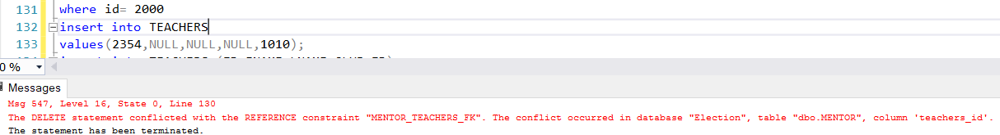 131 where id= 2000
132 insert into TEACHERS
133 values(2354,NULL,NULL,NULL,1010);
0 %
Messages
Msg 547, Level 16, State 0, Line 130
The DELETE statement conflicted with the REFERENCE constraint "MENTOR_TEACHERS_FK". The conflict occurred in database "Election", table "dbo.MENTOR", column 'teachers_id'.
The statement has been terminated.